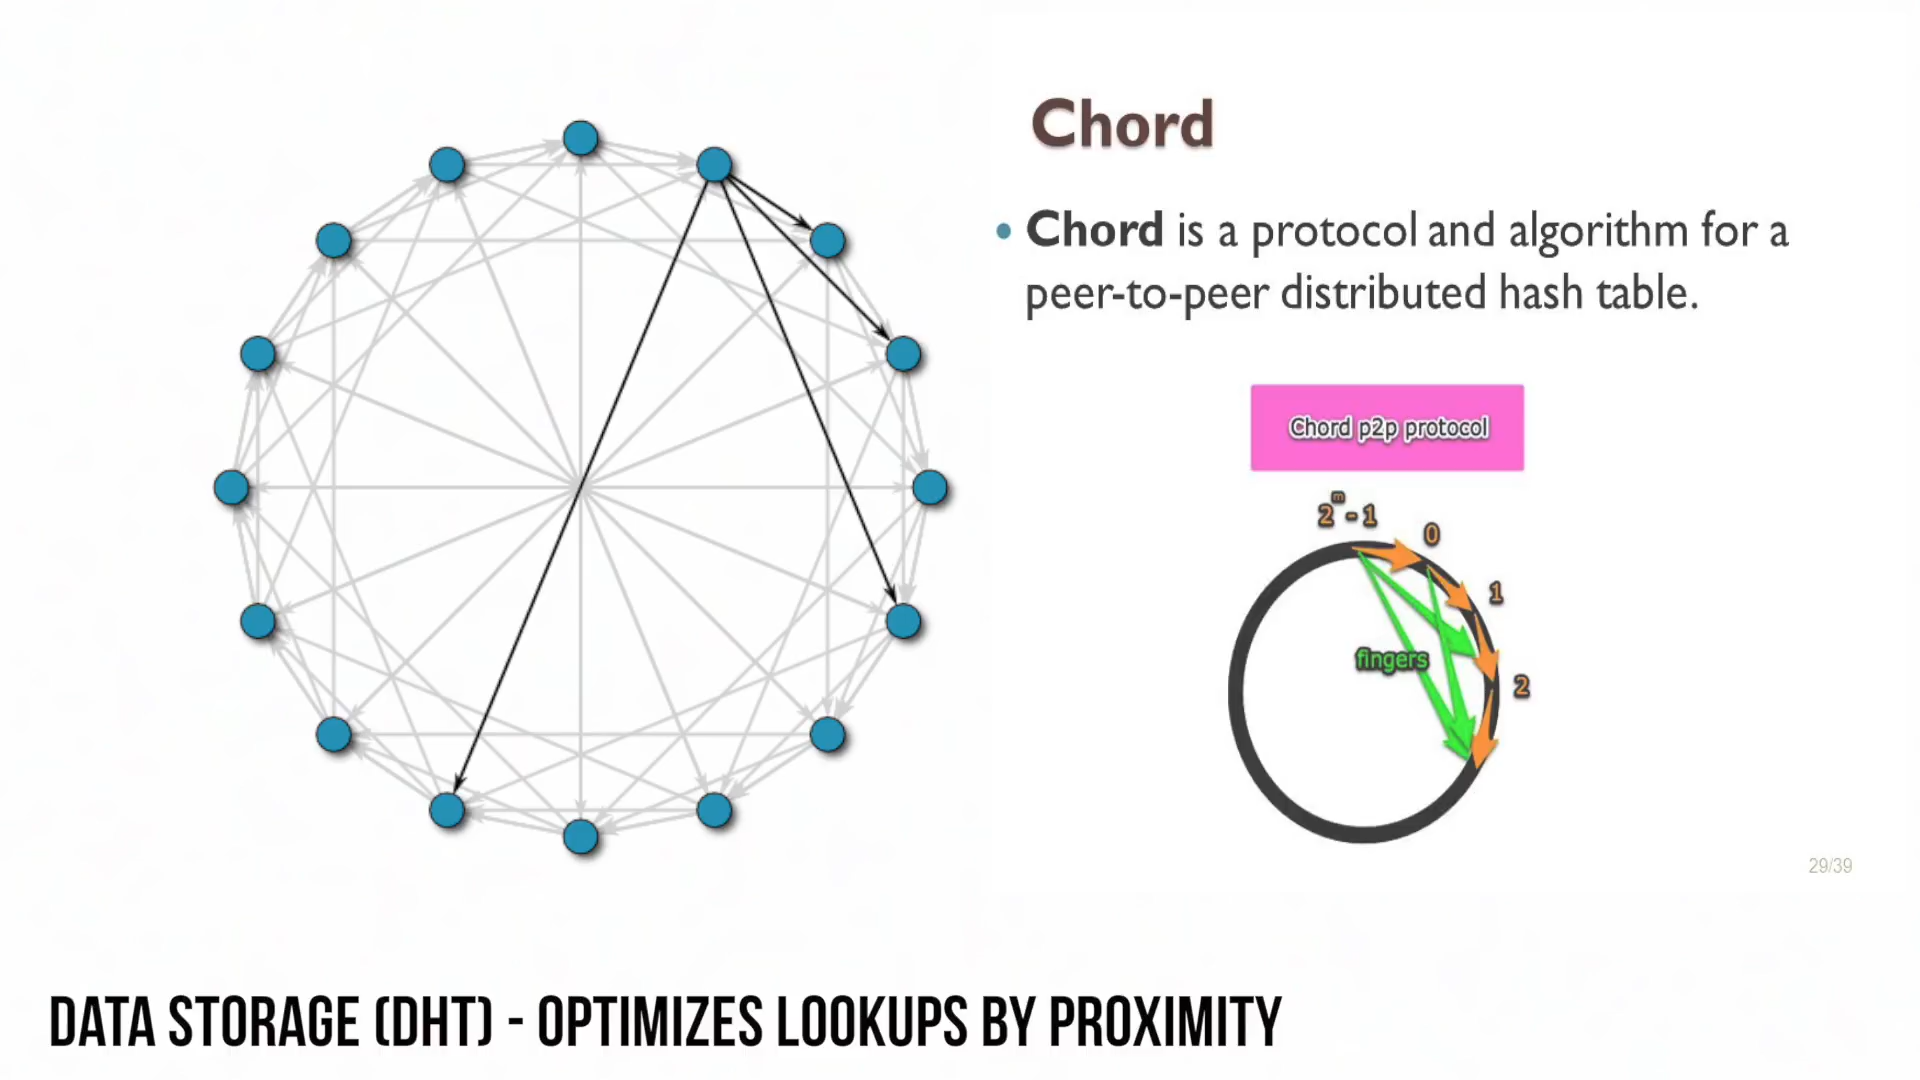 Chord
• Chord is a protocol and algorithm for a
peer-to-peer distributed hash table.
Chord p2p protocol
2^m - 1
0
1
fingers
2
29/39
DATA STORAGE (DHT) - OPTIMIZES LOOKUPS BY PROXIMITY